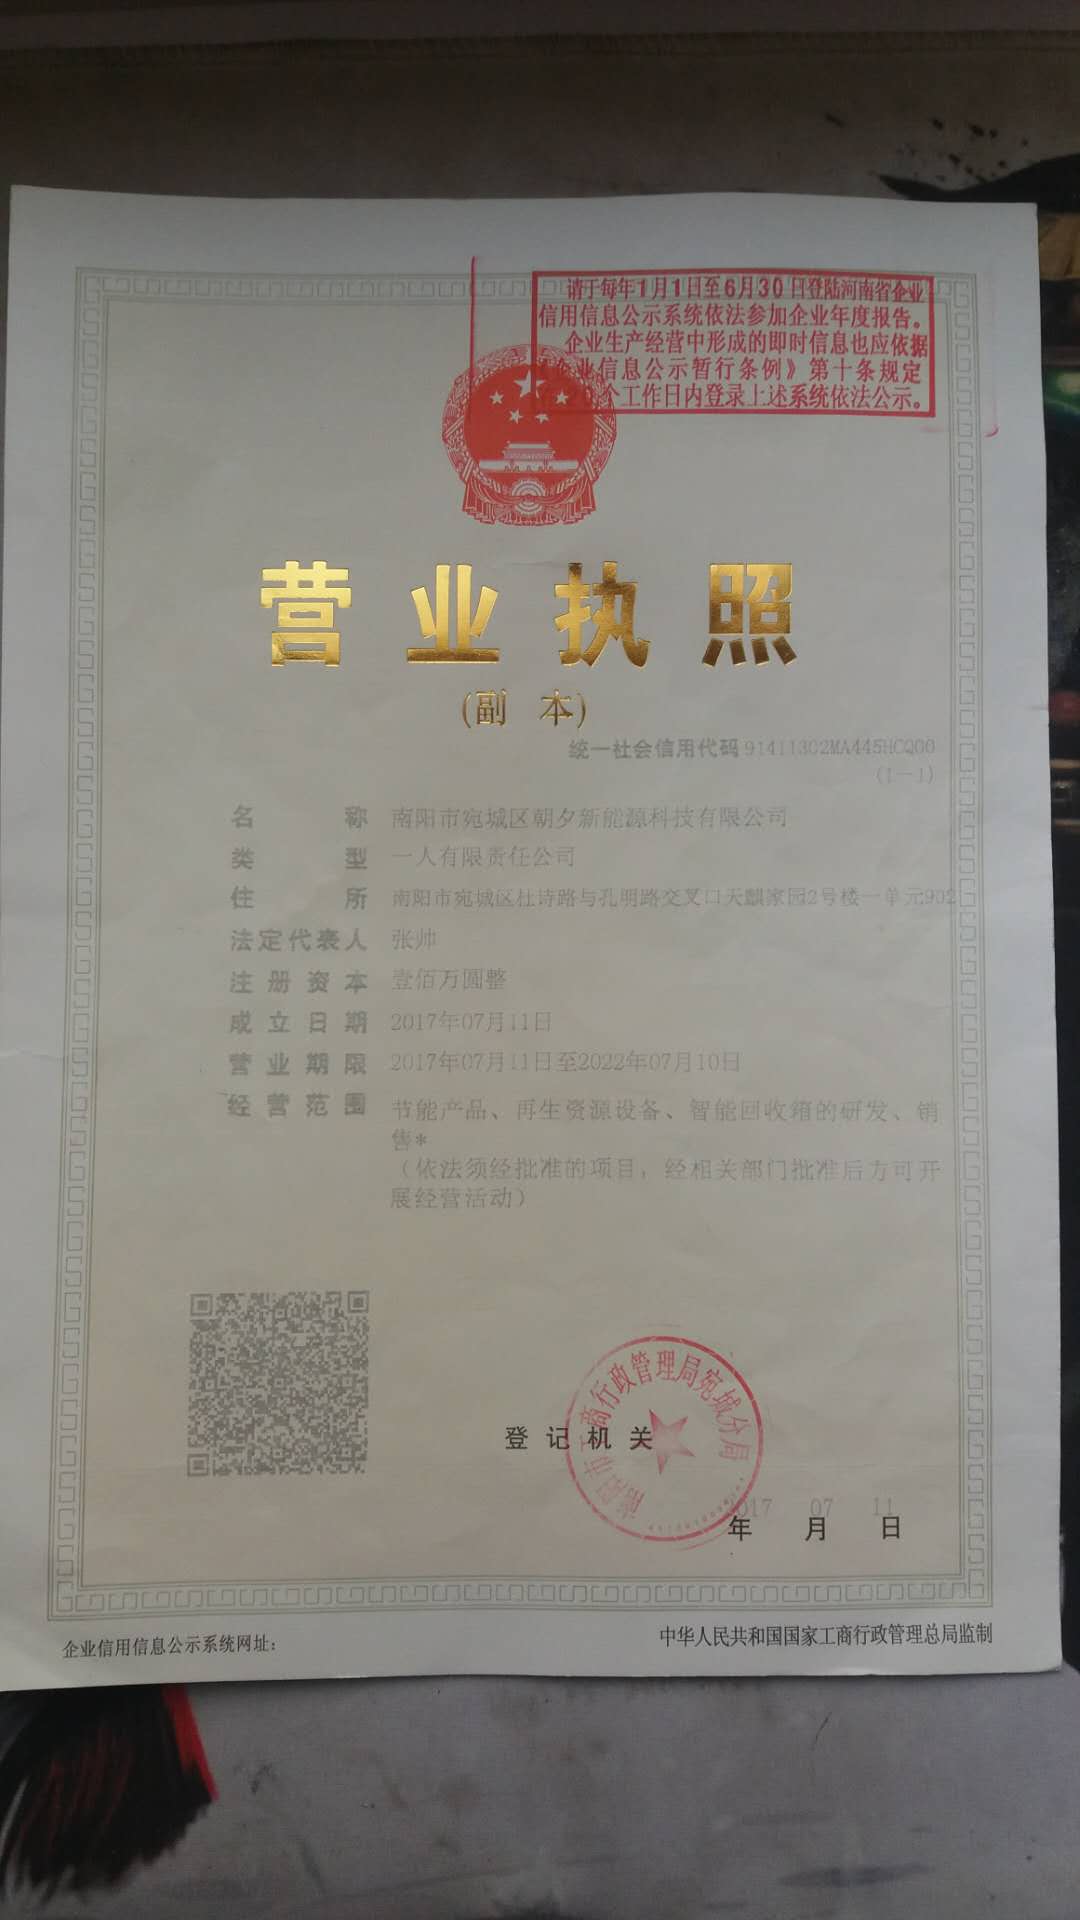 请于每年1月1日至6月30日登陆河南省企业
信用信息公示系统依法参加企业年度报告。
企业生产经营中形成的即时信息也应依据
《企业信息公示暂行条例》第十条规定
个工作日内登录上述系统依法公示。
营业执照
(副 本)
统一社会信用代码 91411302MA445HCQ00
(1-1)
名 称 南阳市宛城区朝夕新能源科技有限公司
类 型 一人有限责任公司
住 所 南阳市宛城区杜诗路与孔明路交叉口天麒家园2号楼一单元902
法定代表人 张帅
注册资本 壹佰万圆整
成立日期 2017年07月11日
营业期限 2017年07月11日至2022年07月10日
经营范围 节能产品、再生资源设备、智能回收箱的研发、销
售*
（依法须经批准的项目，经相关部门批准后方可开
展经营活动）
南阳市工商行政管理局宛城分局
登记机关
2017 07 11
年 月 日
企业信用信息公示系统网址：
中华人民共和国国家工商行政管理总局监制